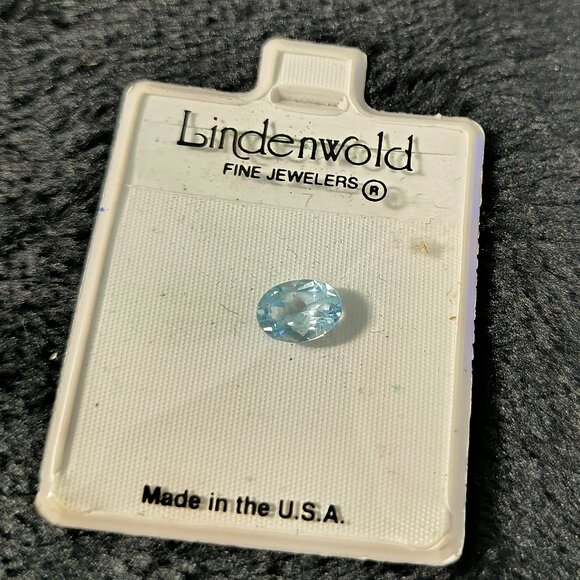 Lindenwold
FINE JEWELERS ®
Made in the U.S.A.